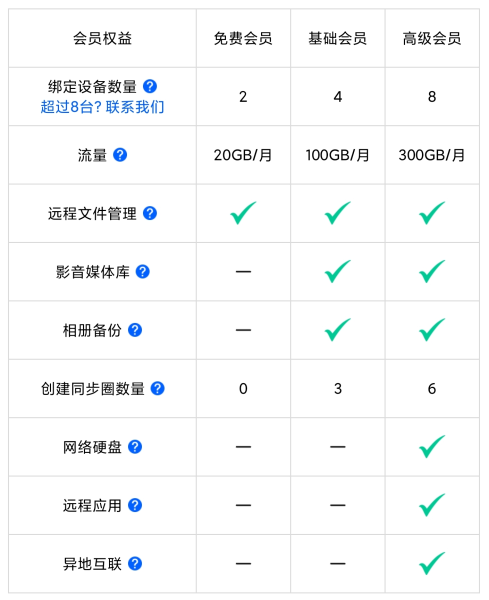 会员权益 免费会员 基础会员 高级会员
绑定设备数量 ? 2 4 8
超过8台? 联系我们
流量 ? 20GB/月 100GB/月 300GB/月
远程文件管理 ?
影音媒体库 ? —
相册备份 ? —
创建同步圈数量 ? 0 3 6
网络硬盘 ? — —
远程应用 ? — —
异地互联 ? — —